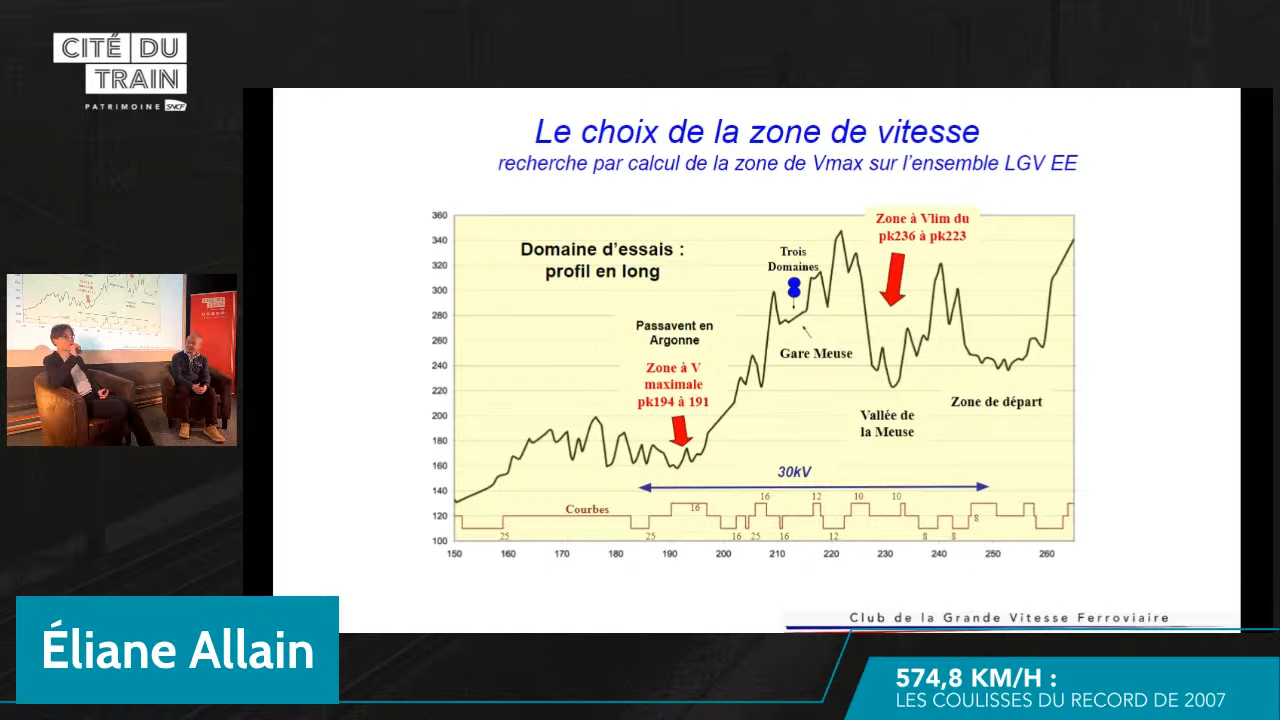 CITÉ DU
TRAIN
PATRIMOINE SNCF
Le choix de la zone de vitesse
recherche par calcul de la zone de Vmax sur l'ensemble LGV EE
360
340
320
300
280
260
240
220
200
180
160
140
120
100
Domaine d'essais :
profil en long
Trois
Domaines
Zone à Vlim du
pk236 à pk223
Passavent en
Argonne
Gare Meuse
Zone à V
maximale
pk194 à 191
Zone de départ
Vallée de
la Meuse
30kV
Courbes
16 16 12 10 10 8
25 25 16 25 16 12 8 8
150 160 170 180 190 200 210 220 230 240 250 260
Club de la Grande Vitesse Ferroviaire
CITÉ DU
TRAIN
Éliane Allain
574,8 KM/H :
LES COULISSES DU RECORD DE 2007